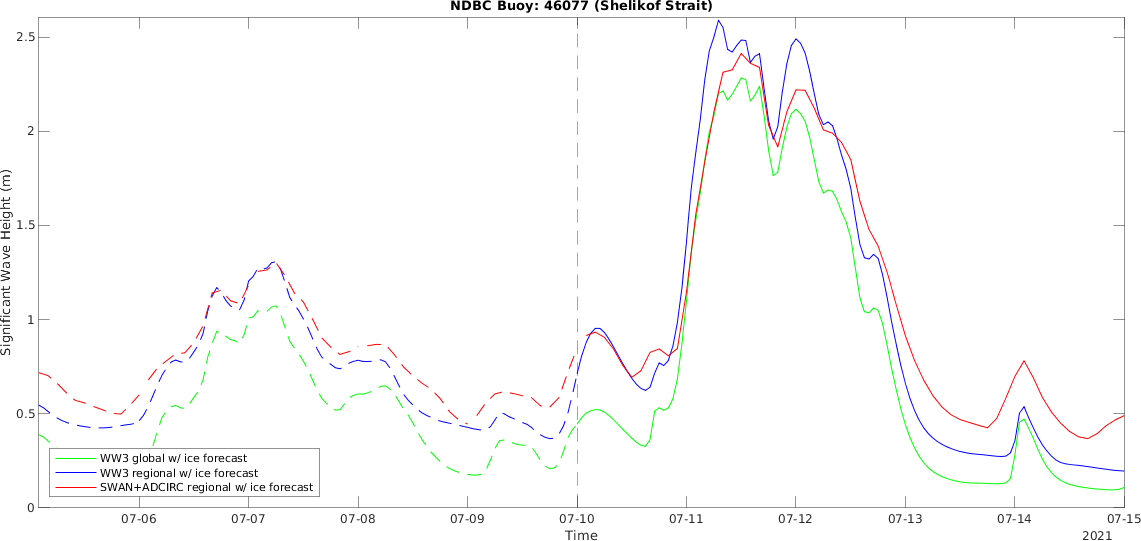 NDBC Buoy: 46077 (Shelikof Strait)
Significant Wave Height (m)
2.5
2
1.5
1
0.5
0
WW3 global w/ ice forecast
WW3 regional w/ ice forecast
SWAN+ADCIRC regional w/ ice forecast
07-06 07-07 07-08 07-09 07-10 07-11 07-12 07-13 07-14 07-15
Time
2021